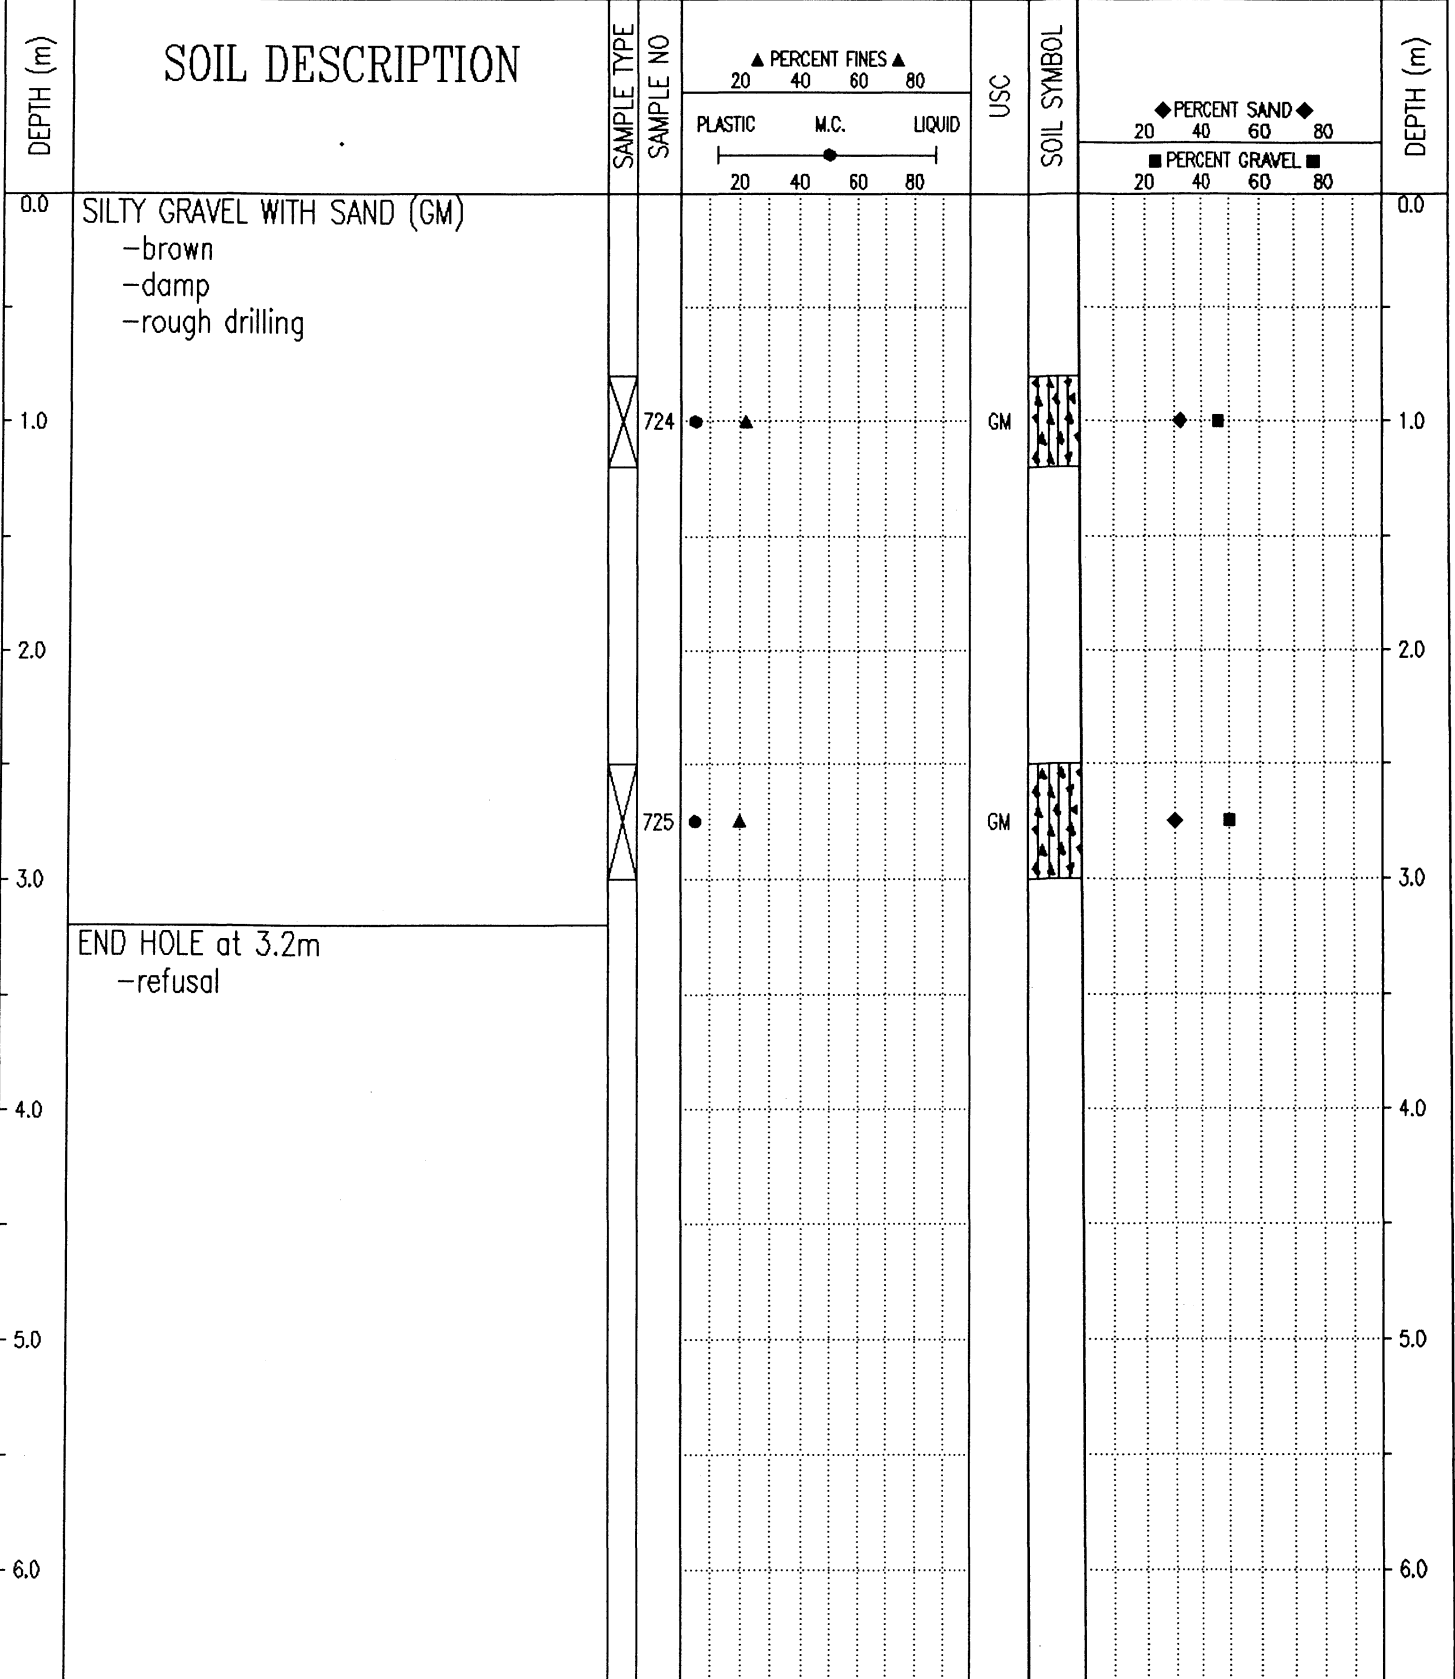 DEPTH (m)
SOIL DESCRIPTION
SAMPLE TYPE
SAMPLE NO
▲ PERCENT FINES ▲
20 40 60 80
PLASTIC M.C. LIQUID
20 40 60 80
USC
SOIL SYMBOL
◆ PERCENT SAND ◆
20 40 60 80
■ PERCENT GRAVEL ■
20 40 60 80
DEPTH (m)
0.0 SILTY GRAVEL WITH SAND (GM) 0.0
-brown
-damp
-rough drilling
1.0 724 GM 1.0
2.0 2.0
725 GM
3.0 3.0
END HOLE at 3.2m
-refusal
4.0 4.0
5.0 5.0
6.0 6.0